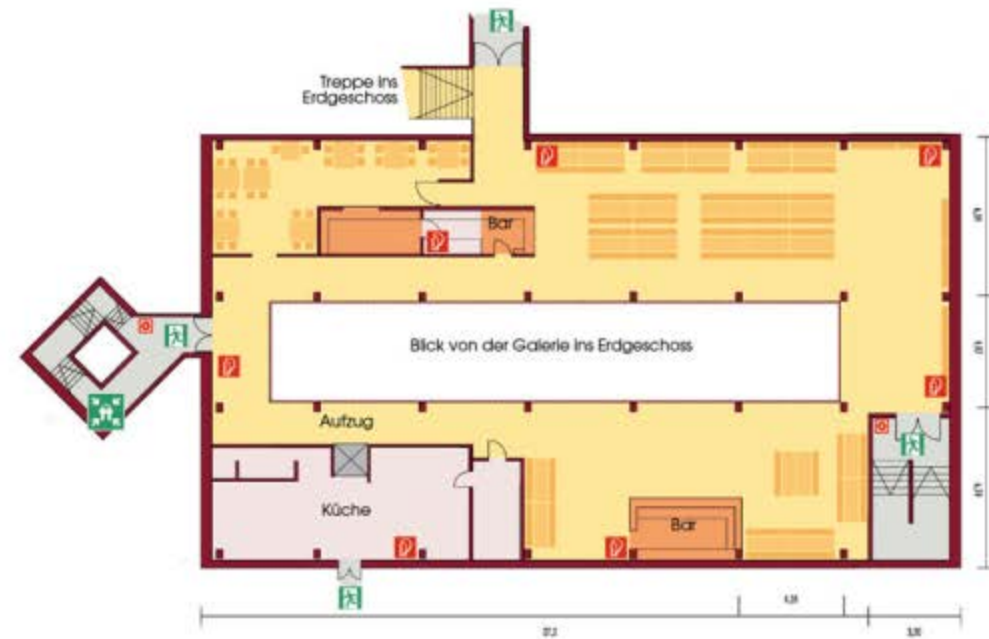 Treppe ins
Erdgeschoss
Bar
Blick von der Galerie ins Erdgeschoss
Aufzug
Küche
Bar